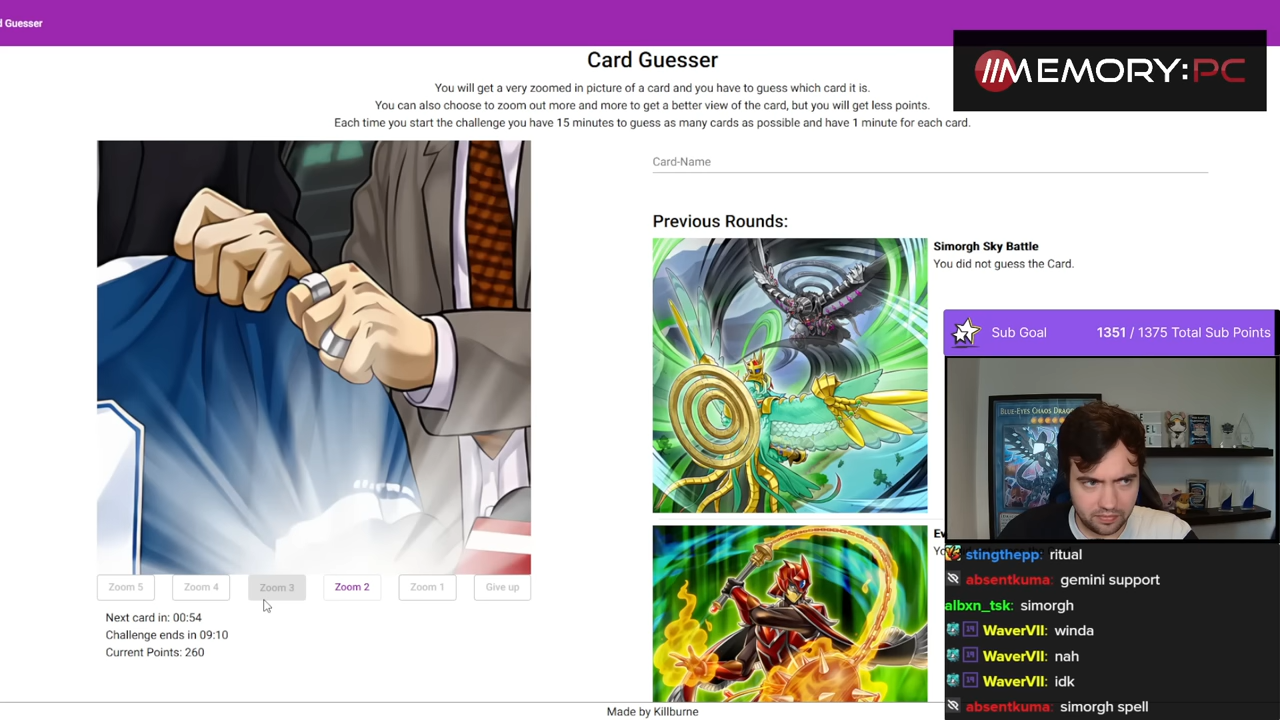 d Guesser
//MEMORY:PC
Card Guesser
You will get a very zoomed in picture of a card and you have to guess which card it is.
You can also choose to zoom out more and more to get a better view of the card, but you will get less points.
Each time you start the challenge you have 15 minutes to guess as many cards as possible and have 1 minute for each card.
Card-Name
Previous Rounds:
Simorgh Sky Battle
You did not guess the Card.
Sub Goal 1351 / 1375 Total Sub Points
BLUE-EYES CHAOS DRAGON
Ev
Yo
Zoom 5 Zoom 4 Zoom 3 Zoom 2 Zoom 1 Give up
Next card in: 00:54
Challenge ends in 09:10
Current Points: 260
stingthepp: ritual
absentkuma: gemini support
albxn_tsk: simorgh
WaverVII: winda
WaverVII: nah
WaverVII: idk
absentkuma: simorgh spell
Made by Killburne